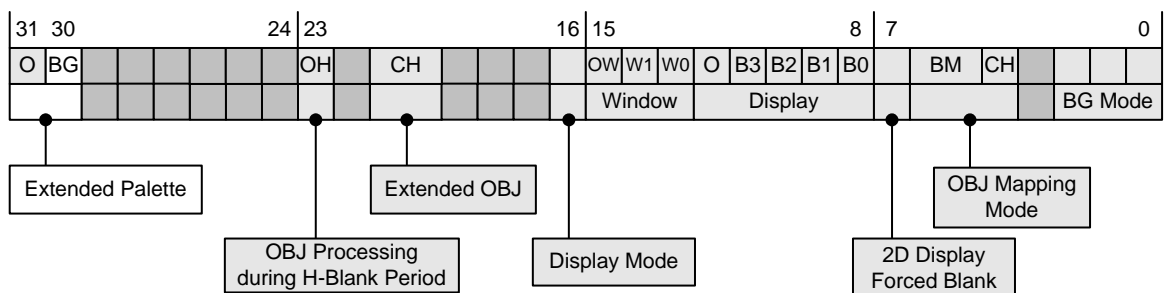 31 30 24 23 16 15 8 7 0
O BG OH CH OW W1 W0 O B3 B2 B1 B0 BM CH
Window Display BG Mode
Extended Palette
Extended OBJ
OBJ Mapping
Mode
OBJ Processing
during H-Blank Period
Display Mode
2D Display
Forced Blank